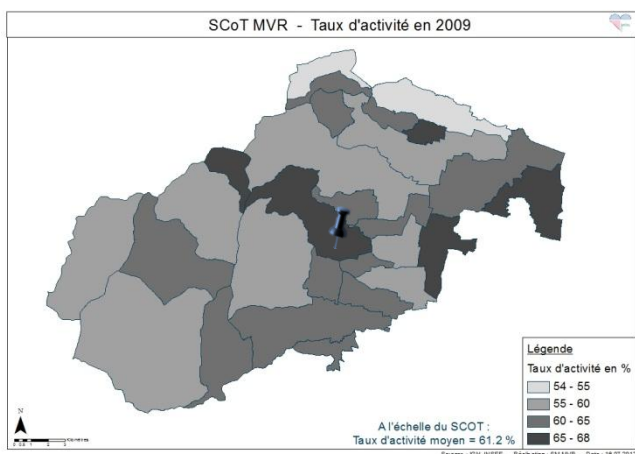 SCoT MVR - Taux d'activité en 2009
Légende
Taux d'activité en %
54 - 55
55 - 60
60 - 65
65 - 68
N
A l'échelle du SCOT :
Taux d'activité moyen = 61.2 %